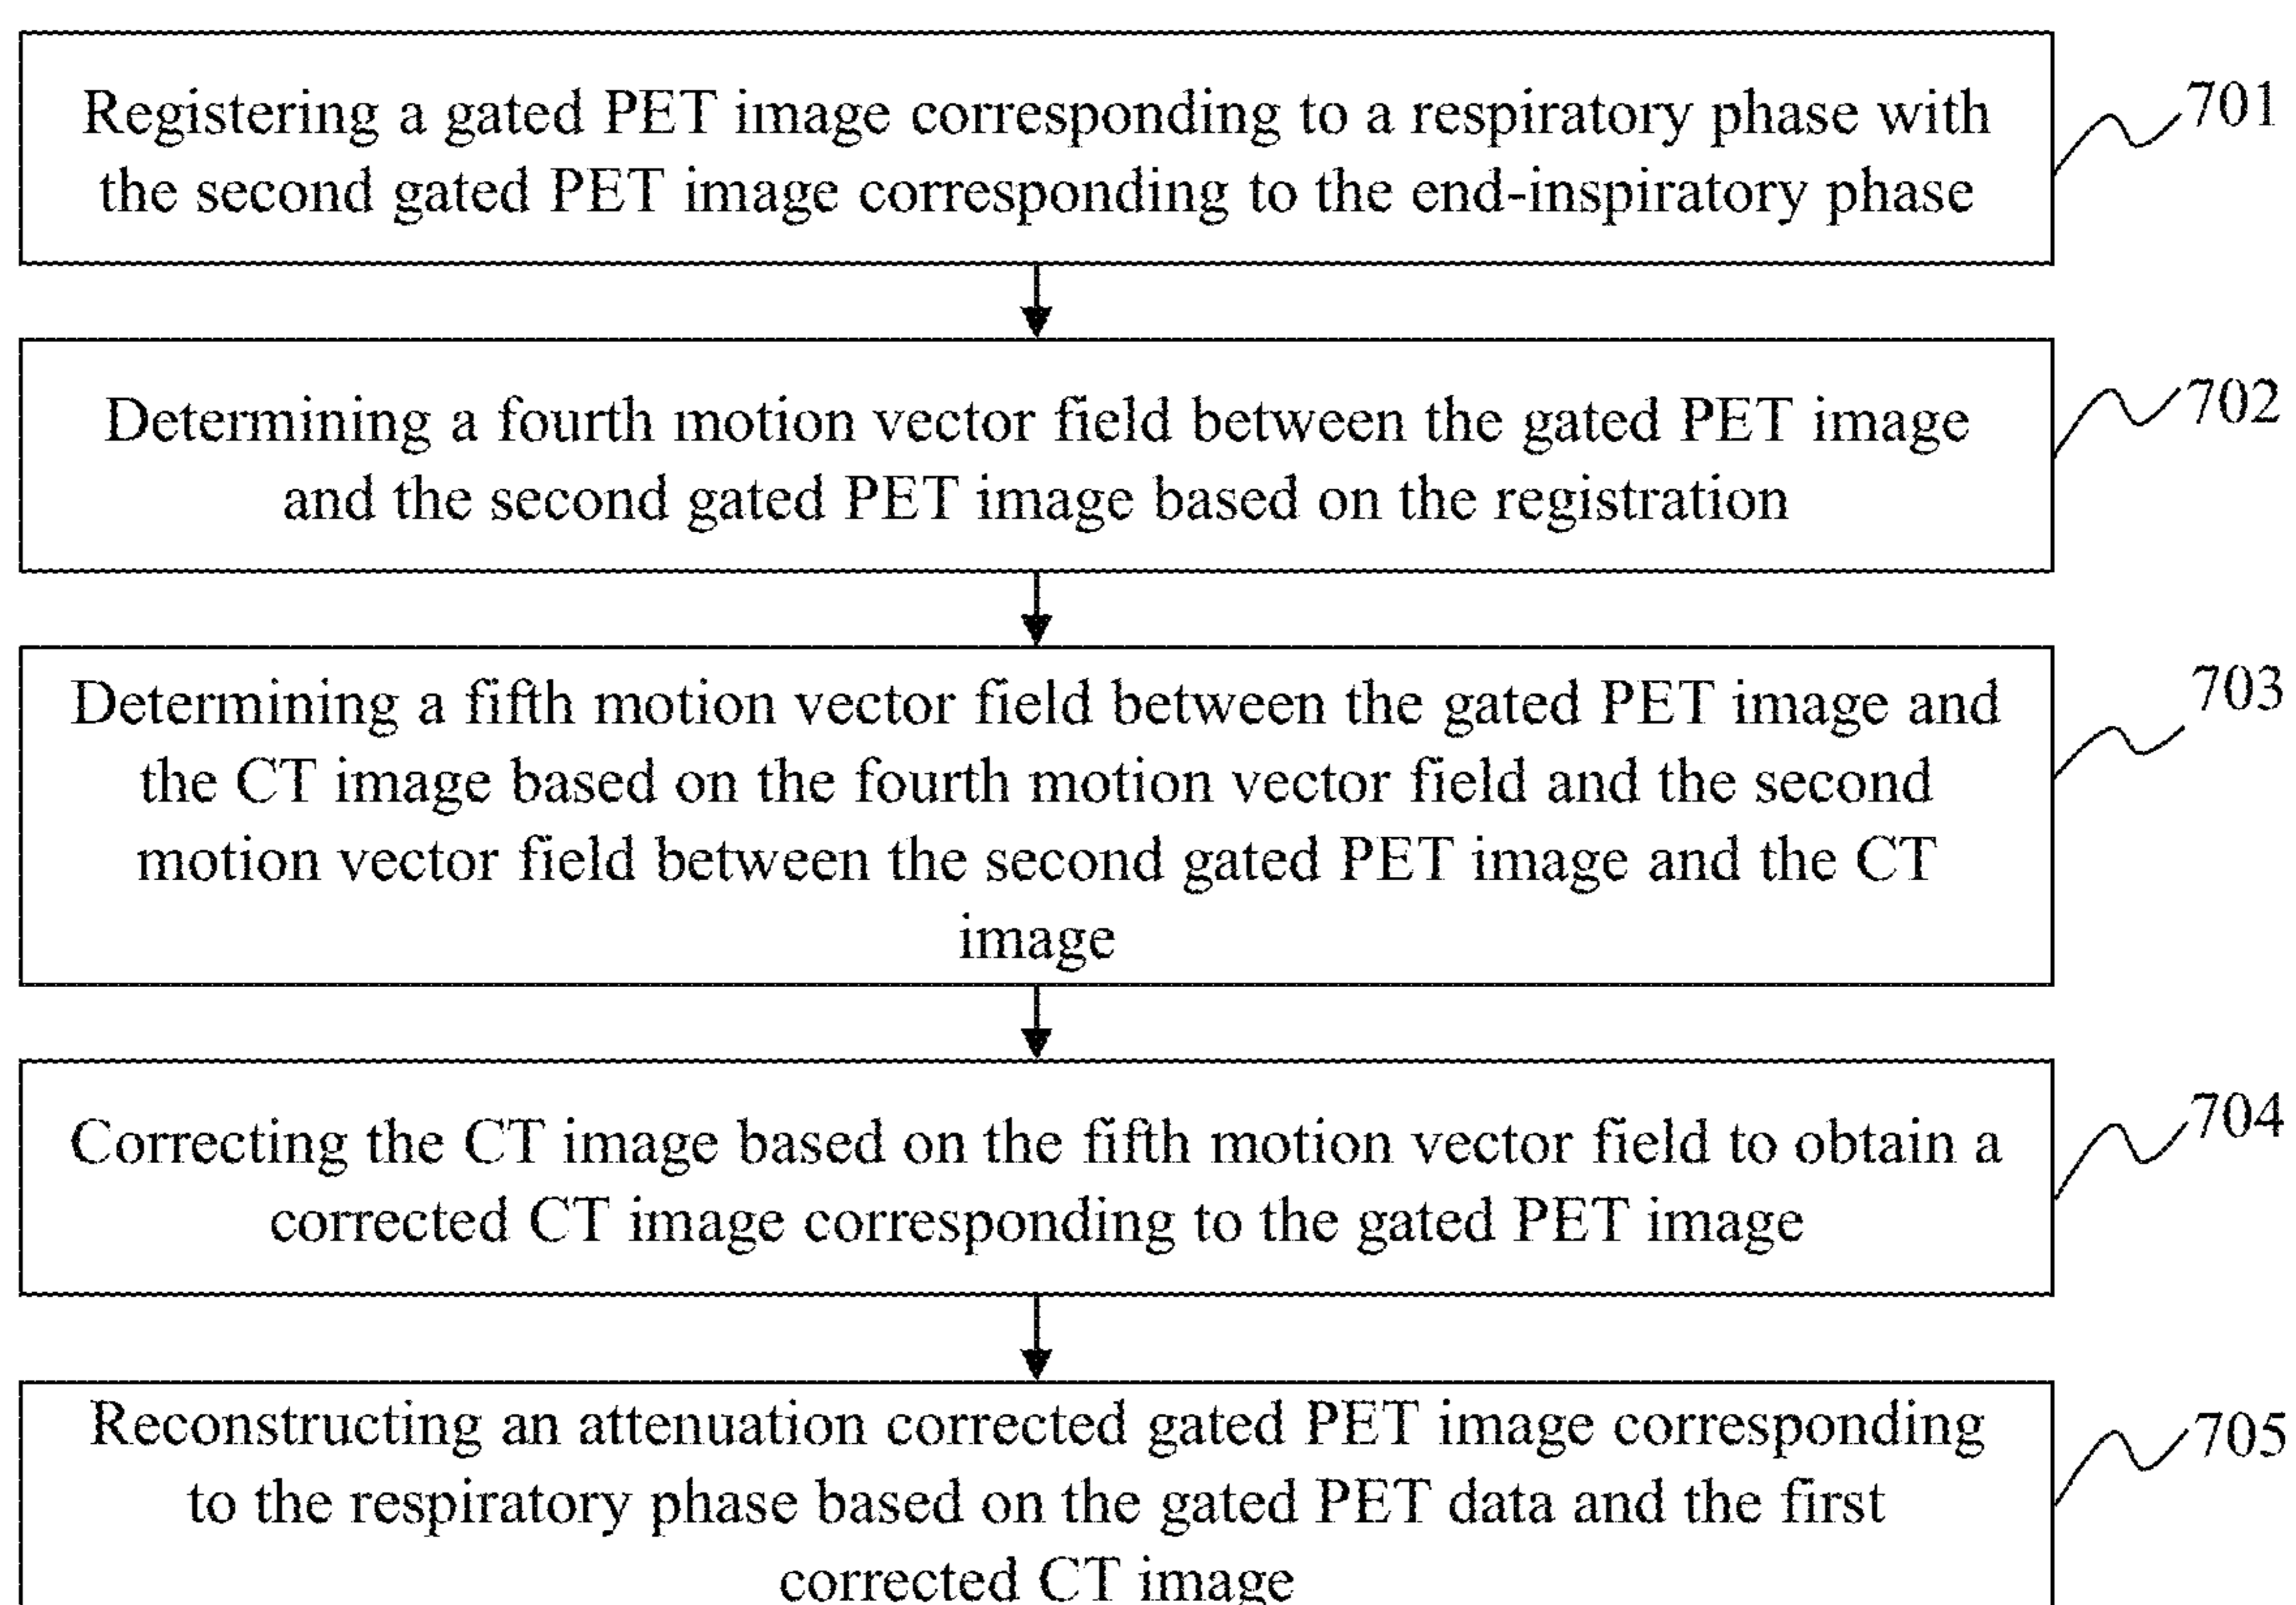 Registering a gated PET image corresponding to a respiratory phase with
the second gated PET image corresponding to the end-inspiratory phase
701
Determining a fourth motion vector field between the gated PET image
and the second gated PET image based on the registration
702
Determining a fifth motion vector field between the gated PET image and
the CT image based on the fourth motion vector field and the second
motion vector field between the second gated PET image and the CT
image
703
Correcting the CT image based on the fifth motion vector field to obtain a
corrected CT image corresponding to the gated PET image
704
Reconstructing an attenuation corrected gated PET image corresponding
to the respiratory phase based on the gated PET data and the first
corrected CT image
705